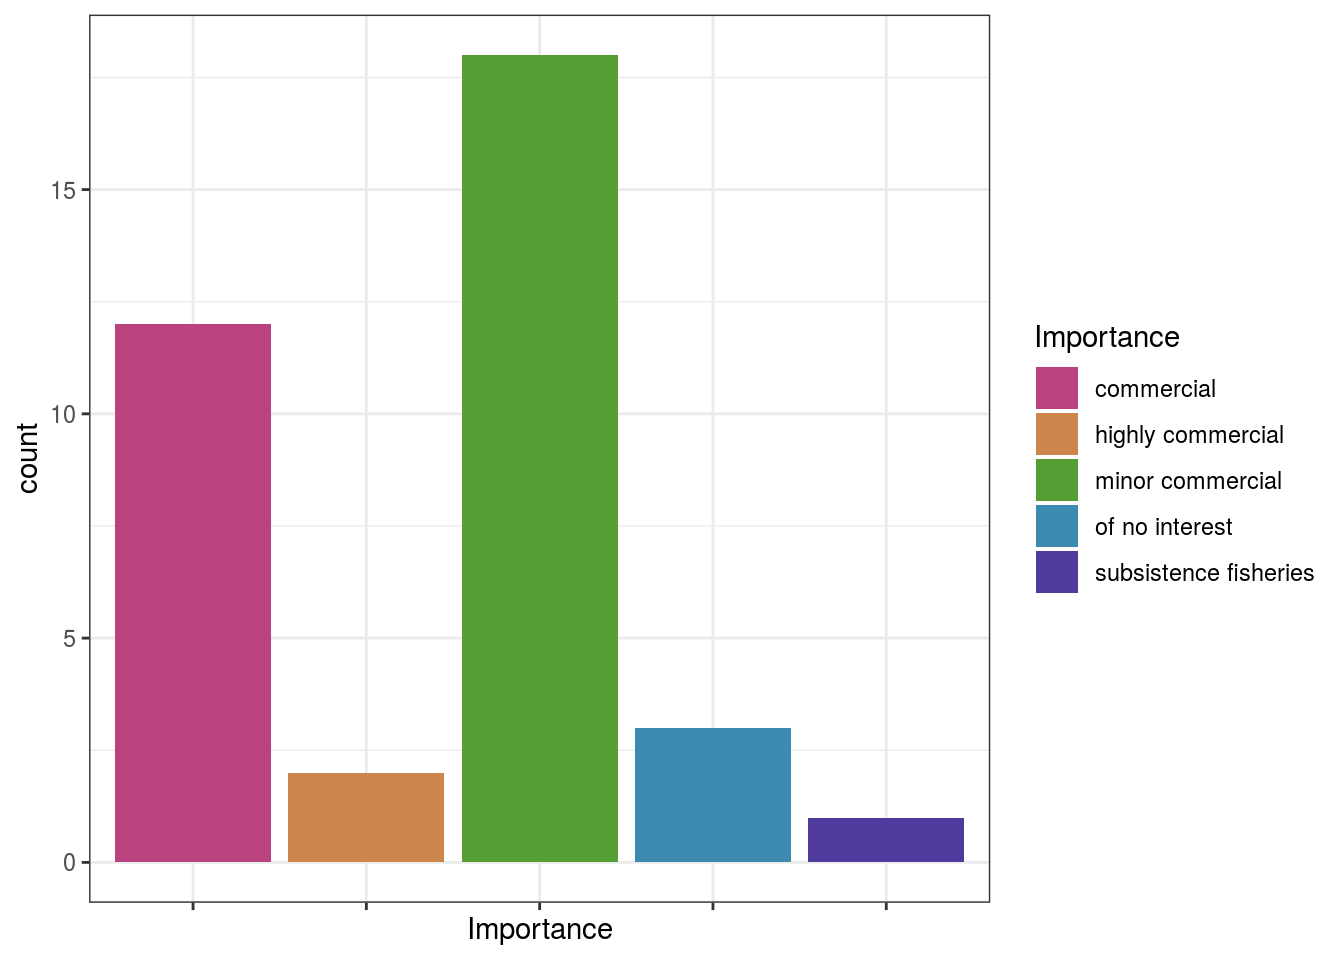 count
15
10
5
0
Importance
Importance
commercial
highly commercial
minor commercial
of no interest
subsistence fisheries